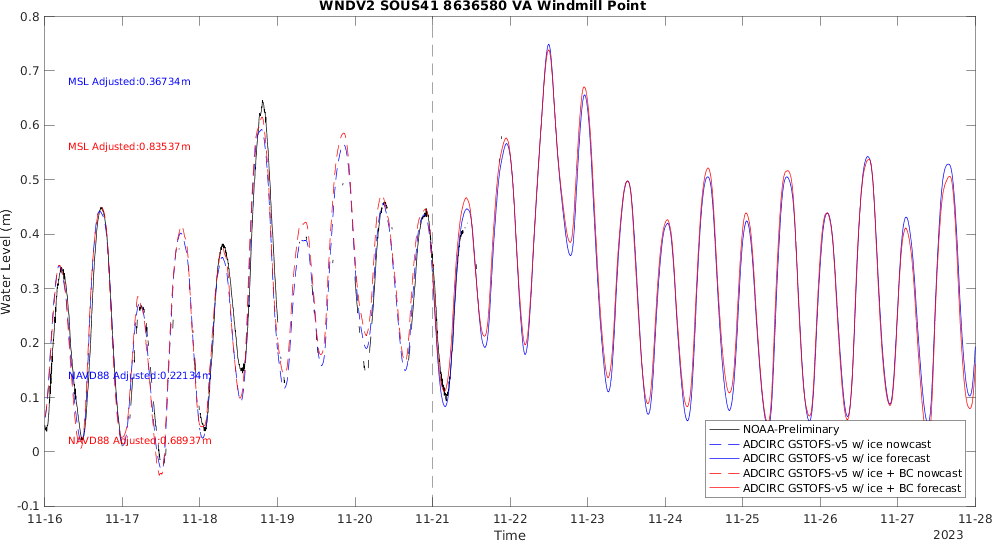 WNDV2 SOUS41 8636580 VA Windmill Point
0.8
0.7
0.6
0.5
0.4
0.3
0.2
0.1
0
-0.1
Water Level (m)
MSL Adjusted:0.36734m
MSL Adjusted:0.83537m
NAVD88 Adjusted:0.22134m
NAVD88 Adjusted:0.68937m
NOAA-Preliminary
ADCIRC GSTOFS-v5 w/ ice nowcast
ADCIRC GSTOFS-v5 w/ ice forecast
ADCIRC GSTOFS-v5 w/ ice + BC nowcast
ADCIRC GSTOFS-v5 w/ ice + BC forecast
11-16 11-17 11-18 11-19 11-20 11-21 11-22 11-23 11-24 11-25 11-26 11-27 11-28
Time
2023